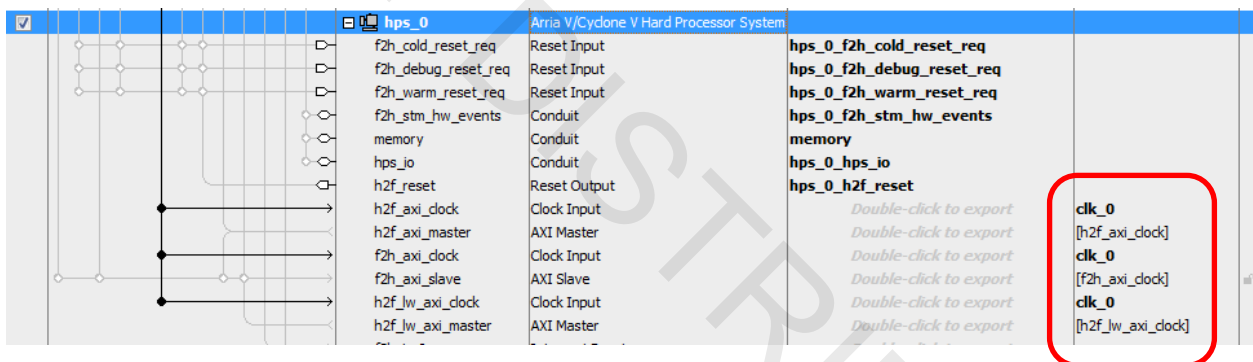 hps_0 Arria V/Cyclone V Hard Processor System
f2h_cold_reset_req Reset Input hps_0_f2h_cold_reset_req
f2h_debug_reset_req Reset Input hps_0_f2h_debug_reset_req
f2h_warm_reset_req Reset Input hps_0_f2h_warm_reset_req
f2h_stm_hw_events Conduit hps_0_f2h_stm_hw_events
memory Conduit memory
hps_io Conduit hps_0_hps_io
h2f_reset Reset Output hps_0_h2f_reset
h2f_axi_clock Clock Input Double-click to export clk_0
h2f_axi_master AXI Master Double-click to export [h2f_axi_clock]
f2h_axi_clock Clock Input Double-click to export clk_0
f2h_axi_slave AXI Slave Double-click to export [f2h_axi_clock]
h2f_lw_axi_clock Clock Input Double-click to export clk_0
h2f_lw_axi_master AXI Master Double-click to export [h2f_lw_axi_clock]